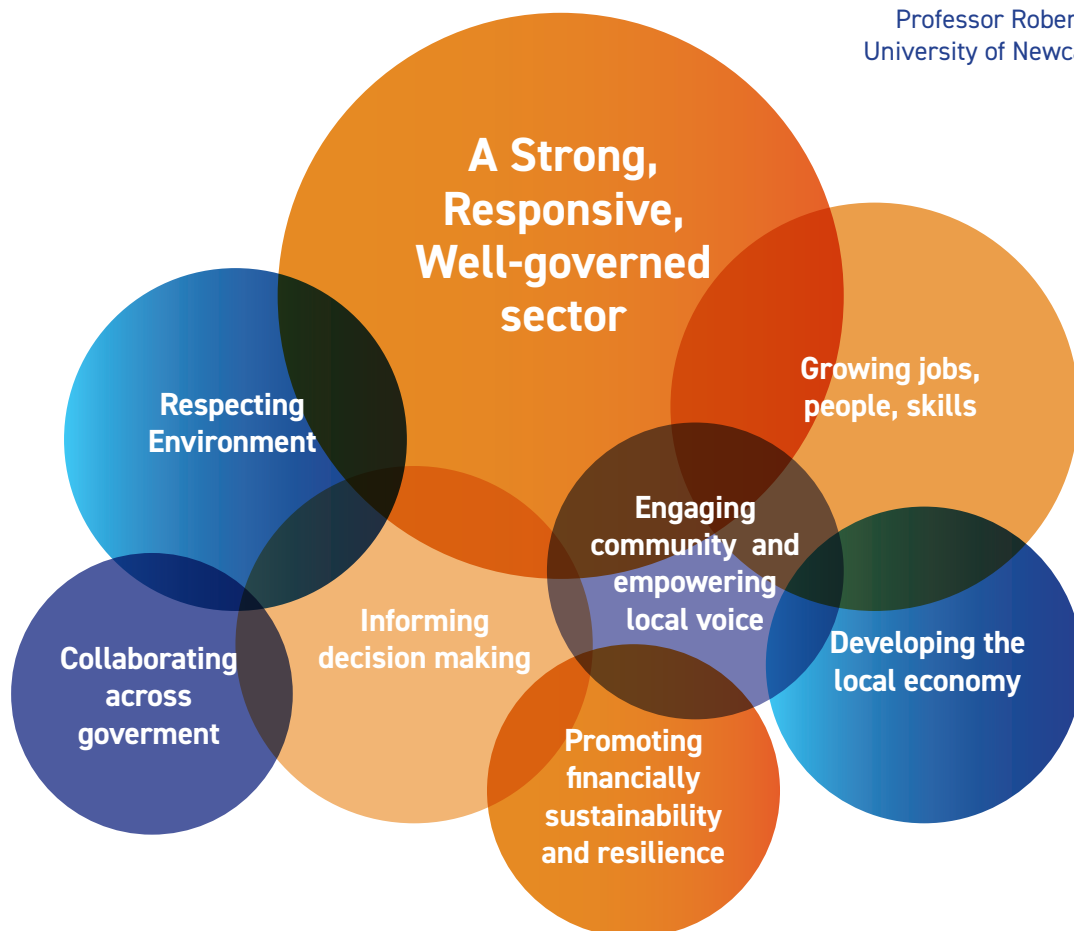 Professor Rober
University of Newca
A Strong,
Responsive,
Well-governed
sector
Growing jobs,
people, skills
Respecting
Environment
Engaging
community and
empowering
local voice
Informing
decision making
Developing the
local economy
Collaborating
across
goverment
Promoting
financially
sustainability
and resilience